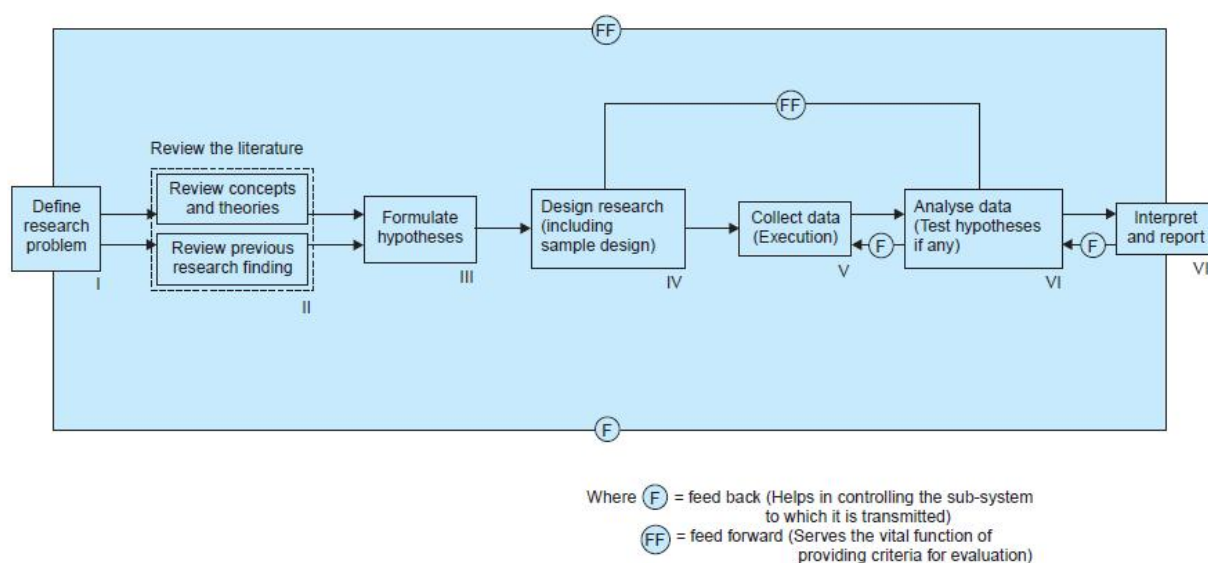 FF
FF
Review the literature
Review concepts
and theories
Review previous
research finding
Define
research
problem
I
II
Formulate
hypotheses
III
Design research
(including
sample design)
IV
Collect data
(Execution)
V
F
Analyse data
(Test hypotheses
if any)
VI
F
Interpret
and report
VI
F
Where F = feed back (Helps in controlling the sub-system
to which it is transmitted)
FF = feed forward (Serves the vital function of
providing criteria for evaluation)